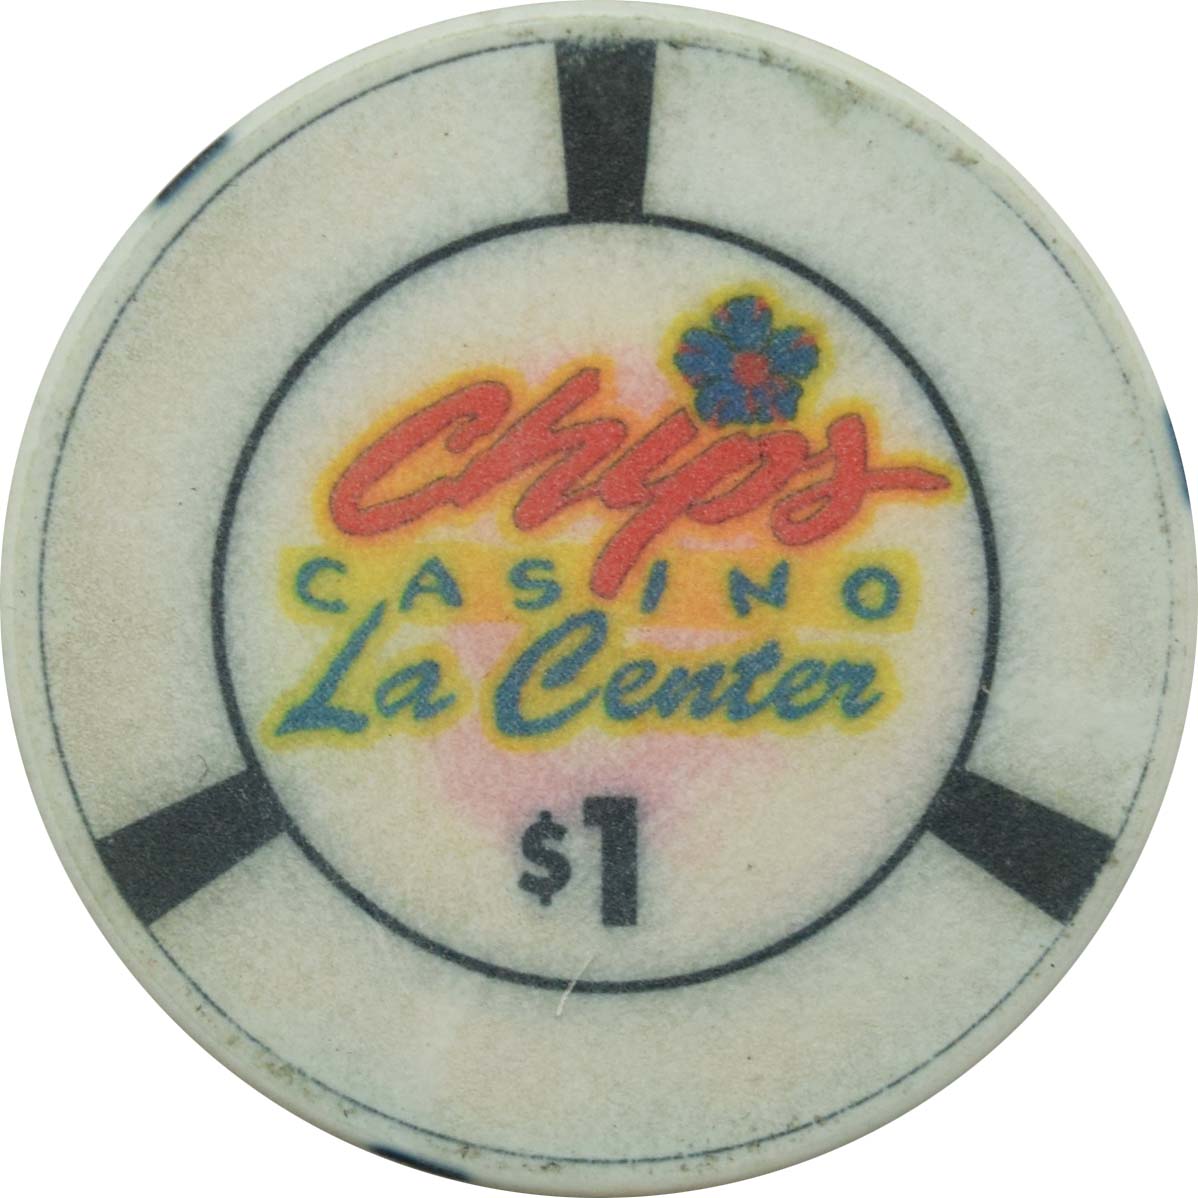 Chips
CASINO
La Center
$1